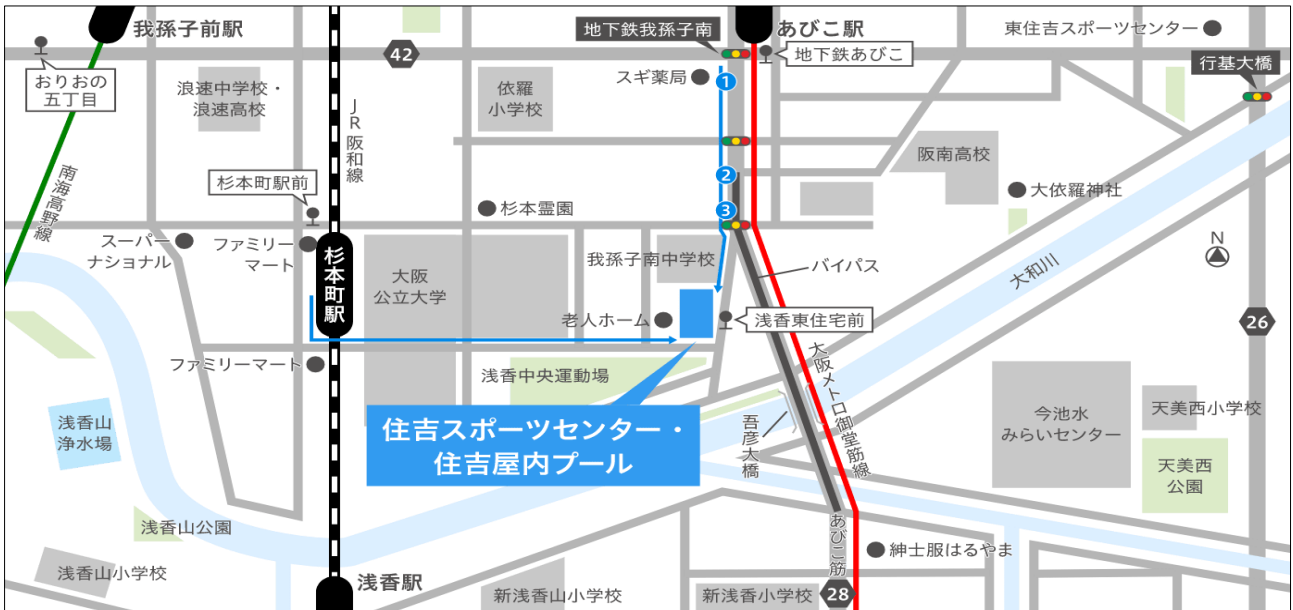 我孫子前駅
42
地下鉄我孫子南
あびこ駅
地下鉄あびこ
東住吉スポーツセンター
行基大橋
おりおの
五丁目
浪速中学校・
浪速高校
JR阪和線
依羅
小学校
スギ薬局
1
阪南高校
南海高野線
杉本町駅前
2
大依羅神社
杉本霊園
3
スーパー
ナショナル
ファミリー
マート
杉本町駅
大阪
公立大学
我孫子南中学校
バイパス
大和川
N
老人ホーム
浅香東住宅前
26
ファミリーマート
浅香中央運動場
大阪メトロ御堂筋線
浅香山
浄水場
住吉スポーツセンター・
住吉屋内プール
吾彦大橋
今池水
みらいセンター
天美西小学校
天美西
公園
浅香山公園
あびこ筋
紳士服はるやま
浅香山小学校
浅香駅
新浅香山小学校
新浅香小学校
28